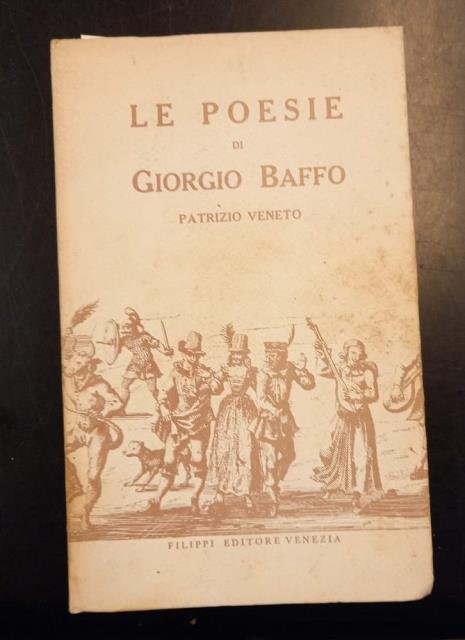 LE POESIE
DI
GIORGIO BAFFO
PATRIZIO VENETO
FILIPPI EDITORE VENEZIA